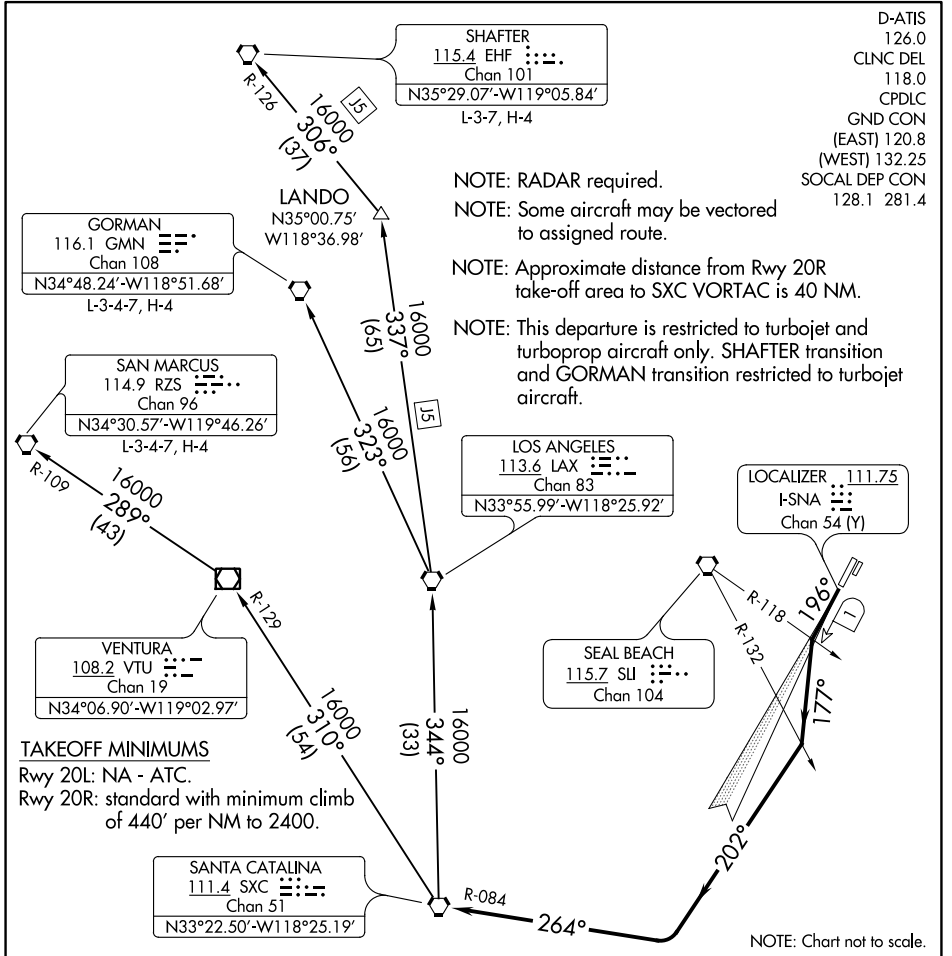 D-ATIS
126.0
CLNC DEL
118.0
CPDLC
GND CON
(EAST) 120.8
(WEST) 132.25
SOCAL DEP CON
128.1 281.4
SHAFTER
115.4 EHF
Chan 101
N35°29.07'-W119°05.84'
L-3-7, H-4
R-126
16000
306°
(37)
J5
LANDO
N35°00.75'
W118°36.98'
NOTE: RADAR required.
NOTE: Some aircraft may be vectored
to assigned route.
NOTE: Approximate distance from Rwy 20R
take-off area to SXC VORTAC is 40 NM.
NOTE: This departure is restricted to turbojet and
turboprop aircraft only. SHAFTER transition
and GORMAN transition restricted to turbojet
aircraft.
GORMAN
116.1 GMN
Chan 108
N34°48.24'-W118°51.68'
L-3-4-7, H-4
16000
337°
(65)
J5
16000
323°
(56)
SAN MARCUS
114.9 RZS
Chan 96
N34°30.57'-W119°46.26'
L-3-4-7, H-4
R-109
16000
289°
(43)
LOS ANGELES
113.6 LAX
Chan 83
N33°55.99'-W118°25.92'
LOCALIZER 111.75
I-SNA
Chan 54 (Y)
196°
1
R-118
R-132
177°
SEAL BEACH
115.7 SLI
Chan 104
R-129
VENTURA
108.2 VTU
Chan 19
N34°06.90'-W119°02.97'
16000
310°
(54)
16000
344°
(33)
TAKEOFF MINIMUMS
Rwy 20L: NA - ATC.
Rwy 20R: standard with minimum climb
of 440' per NM to 2400.
202°
SANTA CATALINA
111.4 SXC
Chan 51
N33°22.50'-W118°25.19'
R-084
264°
NOTE: Chart not to scale.